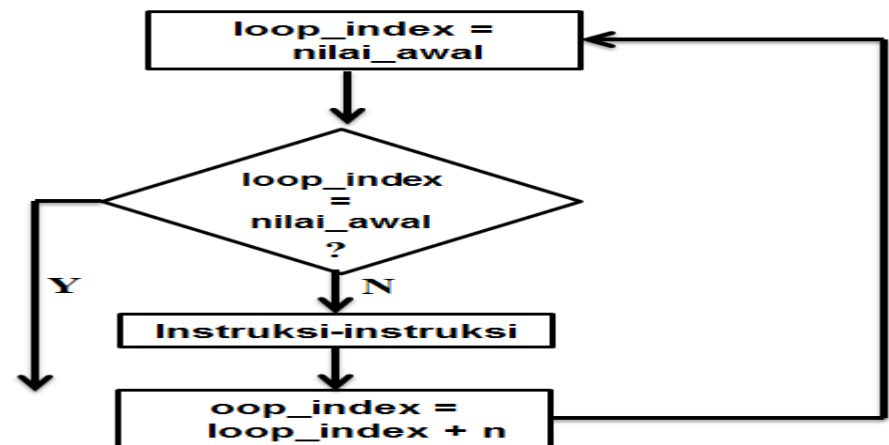 loop_index =
nilai_awal
loop_index
=
nilai_awal
?
Y
N
Instruksi-instruksi
oop_index =
loop_index + n